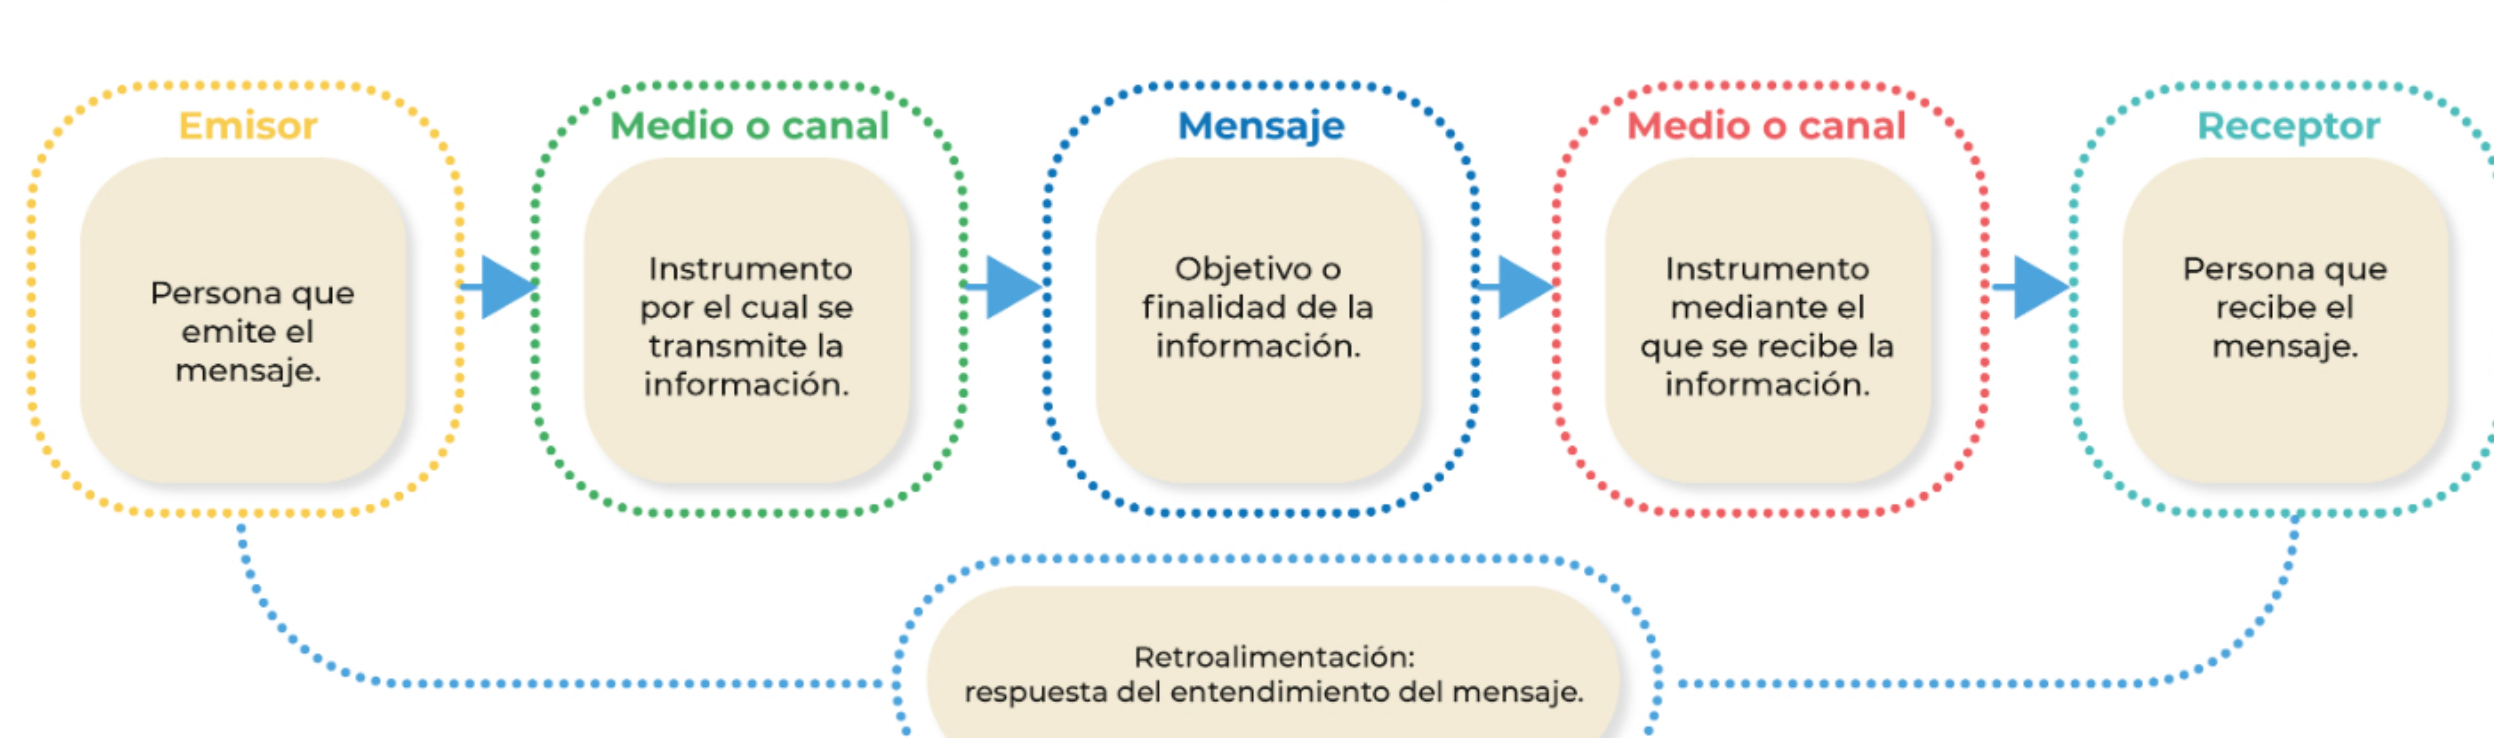 Emisor
Persona que
emite el
mensaje.
Medio o canal
Instrumento
por el cual se
transmite la
información.
Mensaje
Objetivo o
finalidad de la
información.
Medio o canal
Instrumento
mediante el
que se recibe la
información.
Receptor
Persona que
recibe el
mensaje.
Retroalimentación:
respuesta del entendimiento del mensaje.